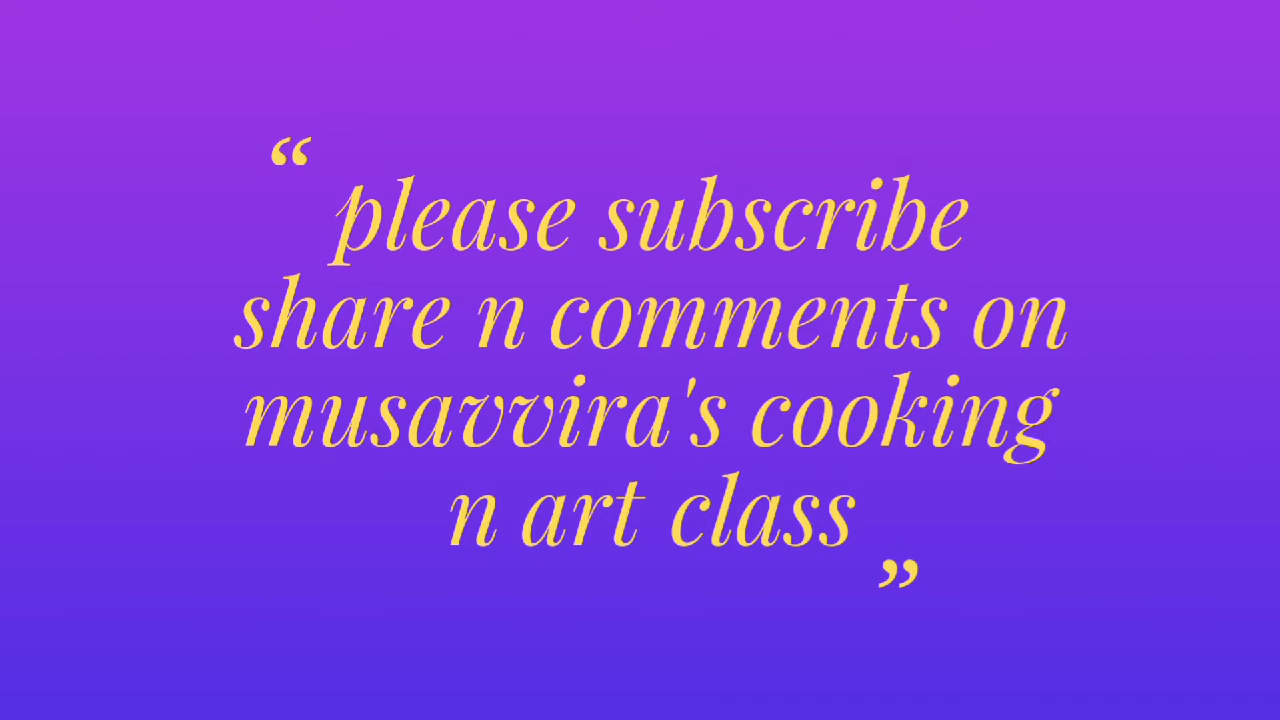 “ please subscribe
share n comments on
musavvira's cooking
n art class ”